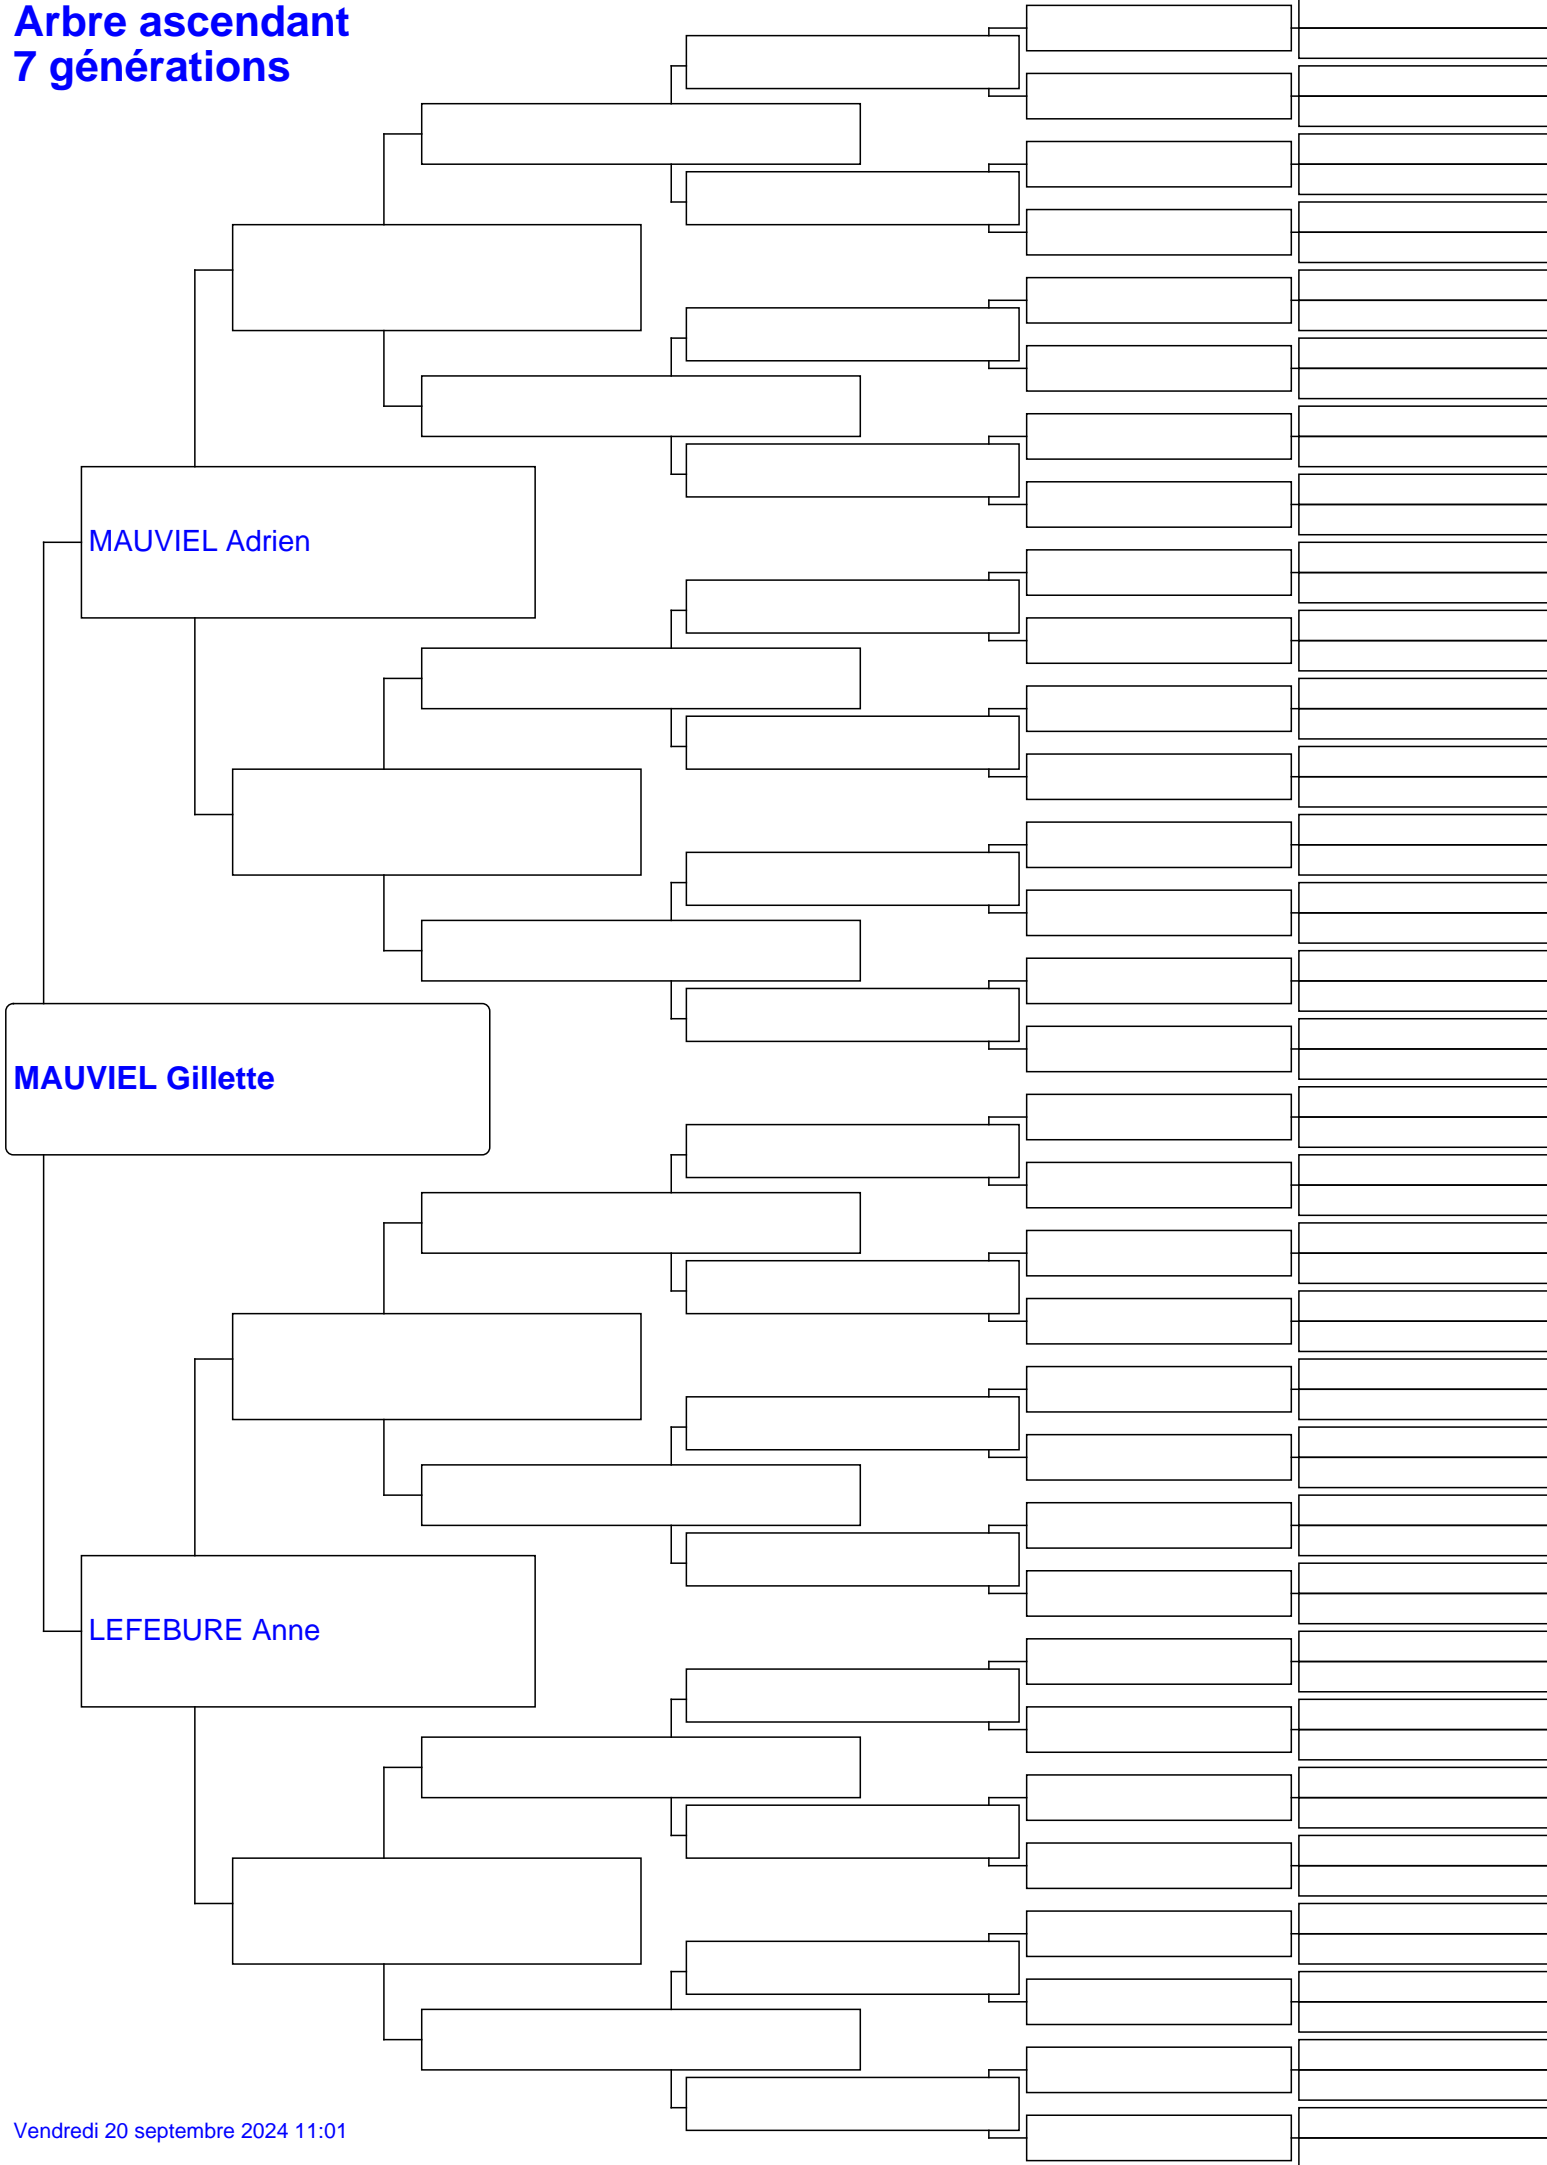 Arbre ascendant
7 générations
MAUVIEL Adrien
MAUVIEL Gillette
LEFEBURE Anne
Vendredi 20 septembre 2024 11:01